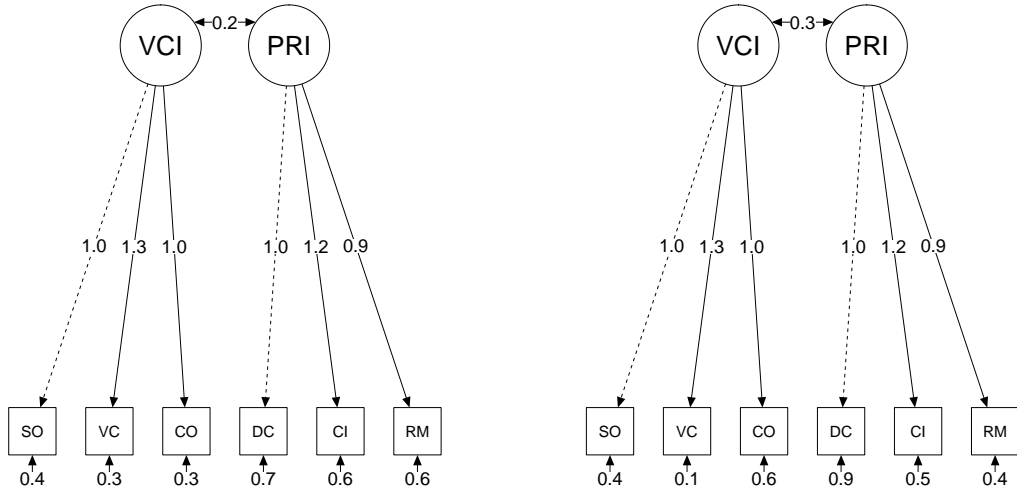 0.2 0.3
VCI PRI VCI PRI
1.0 1.3 1.0 1.0 1.2 0.9 1.0 1.3 1.0 1.0 1.2 0.9
SO VC CO DC CI RM SO VC CO DC CI RM
0.4 0.3 0.3 0.7 0.6 0.6 0.4 0.1 0.6 0.9 0.5 0.4